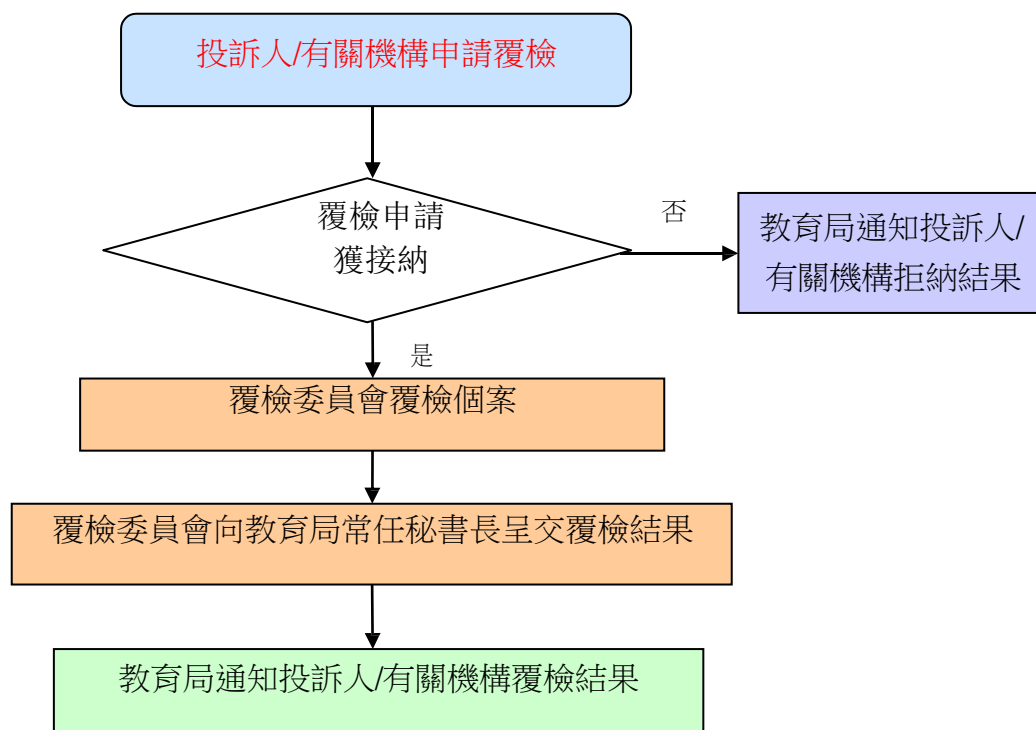 投訴人/有關機構申請覆檢
覆檢申請
獲接納
否
教育局通知投訴人/
有關機構拒納結果
是
覆檢委員會覆檢個案
覆檢委員會向教育局常任秘書長呈交覆檢結果
教育局通知投訴人/有關機構覆檢結果